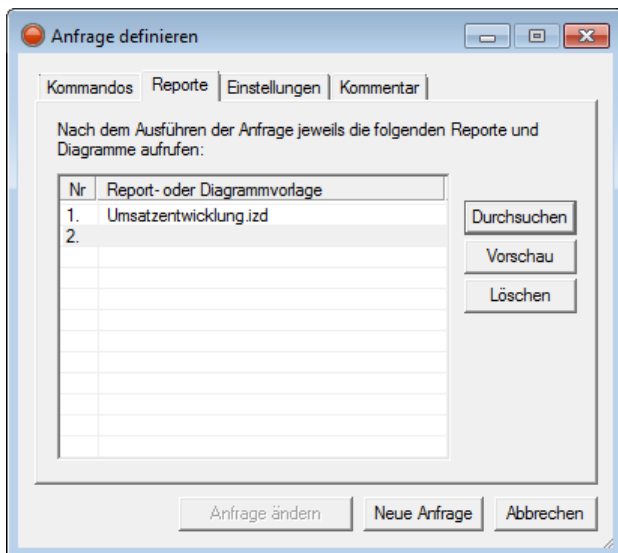 Anfrage definieren
Kommandos Reporte Einstellungen Kommentar
Nach dem Ausführen der Anfrage jeweils die folgenden Reporte und
Diagramme aufrufen:
Nr Report- oder Diagrammvorlage
1. Umsatzentwicklung.izd
2.
Durchsuchen
Vorschau
Löschen
Anfrage ändern Neue Anfrage Abbrechen